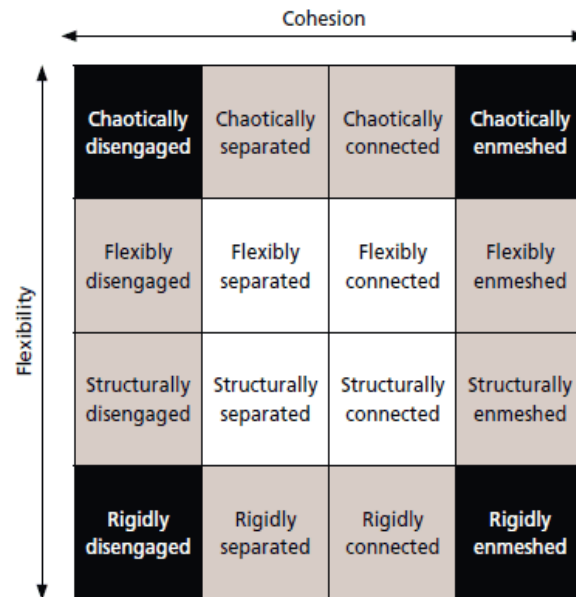 Cohesion
Flexibility
Chaotically
disengaged
Chaotically
separated
Chaotically
connected
Chaotically
enmeshed
Flexibly
disengaged
Flexibly
separated
Flexibly
connected
Flexibly
enmeshed
Structurally
disengaged
Structurally
separated
Structurally
connected
Structurally
enmeshed
Rigidly
disengaged
Rigidly
separated
Rigidly
connected
Rigidly
enmeshed